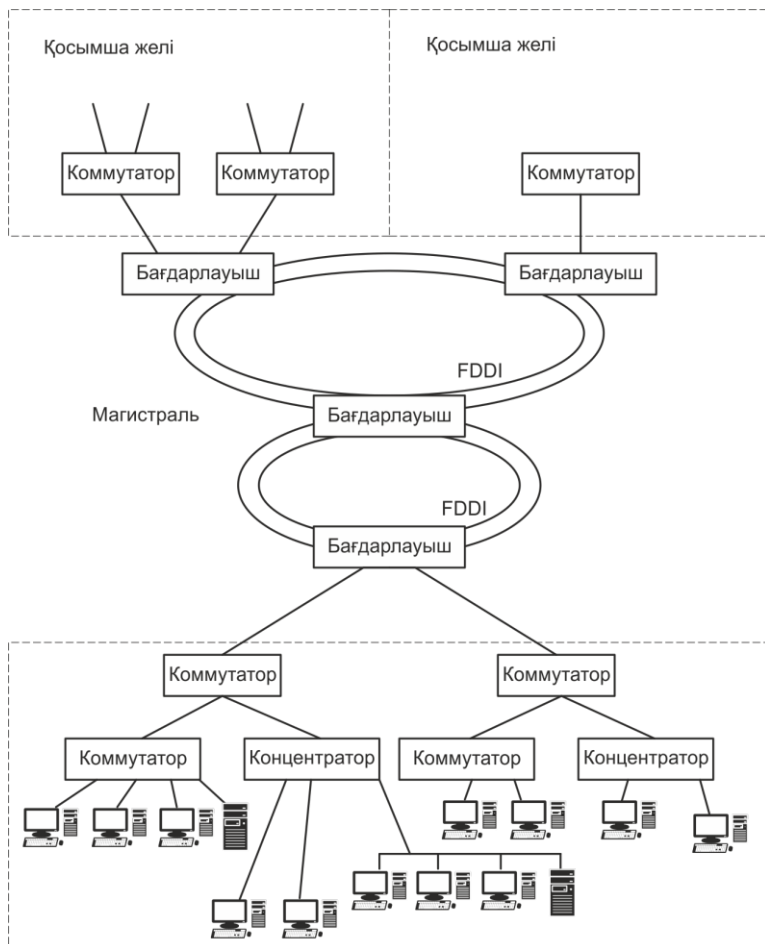 Қосымша желі
Қосымша желі
Коммутатор
Коммутатор
Коммутатор
Бағдарлауыш
Бағдарлауыш
FDDI
Магистраль
Бағдарлауыш
FDDI
Бағдарлауыш
Коммутатор
Коммутатор
Коммутатор
Концентратор
Коммутатор
Концентратор